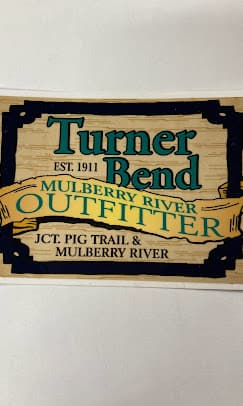 Turner
EST. 1911 Bend
MULBERRY RIVER
OUTFITTER
JCT. PIG TRAIL &
MULBERRY RIVER